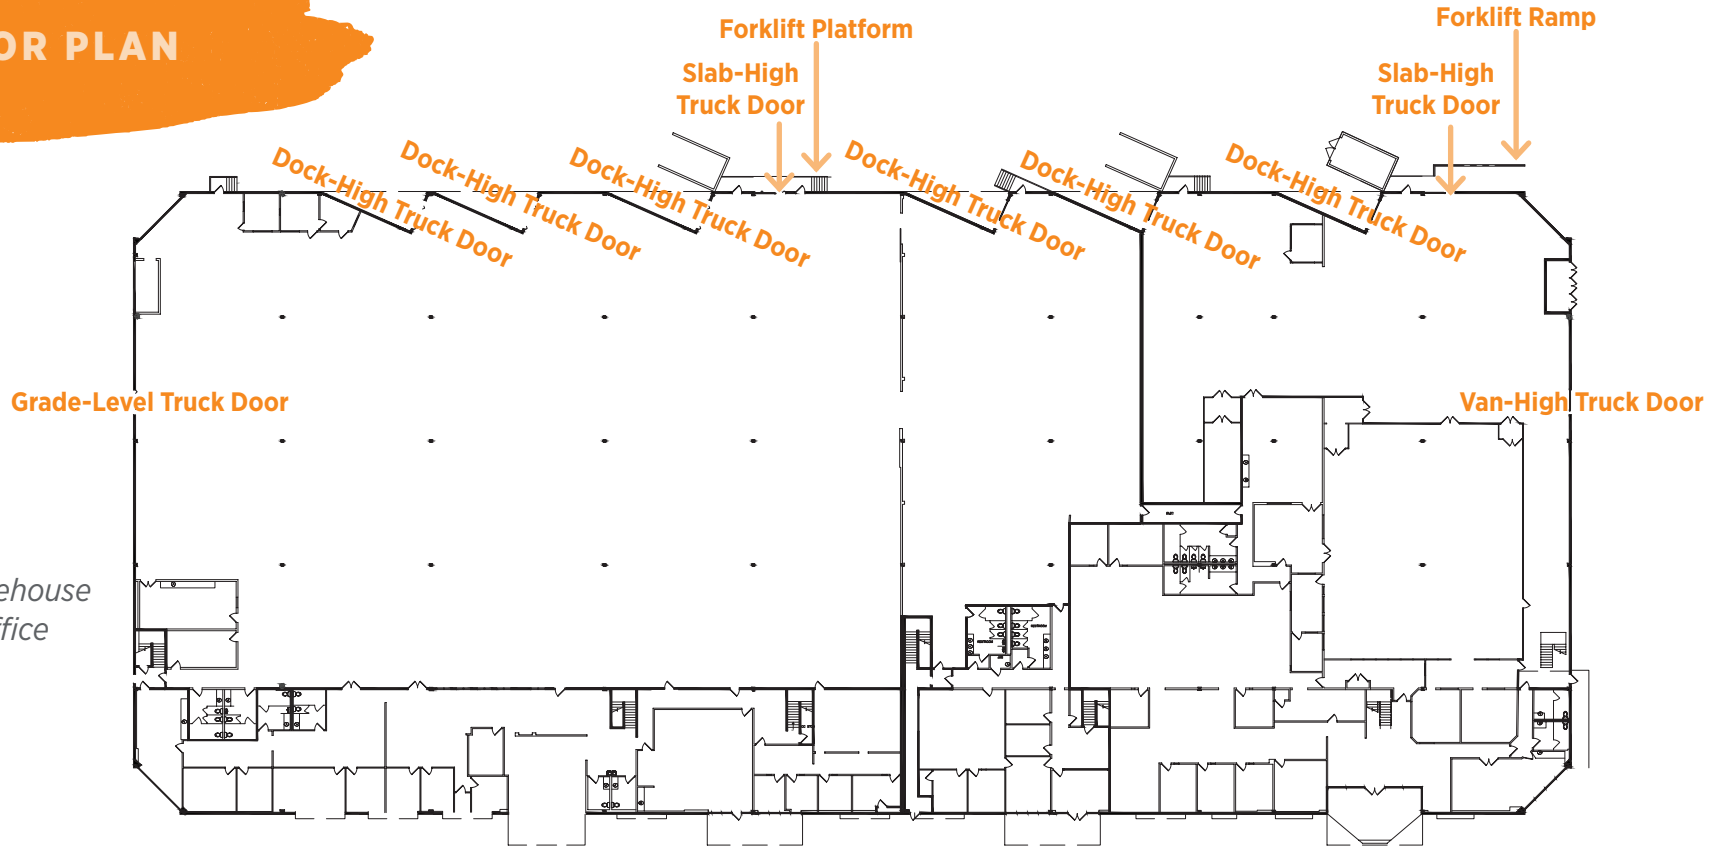 OR PLAN
Forklift Platform
Forklift Ramp
Slab-High
Truck Door
Slab-High
Truck Door
Dock-High Truck Door
Dock-High Truck Door
Dock-High Truck Door
Dock-High Truck Door
Dock-High Truck Door
Dock-High Truck Door
Grade-Level Truck Door
Van-High Truck Door
ehouse
ffice